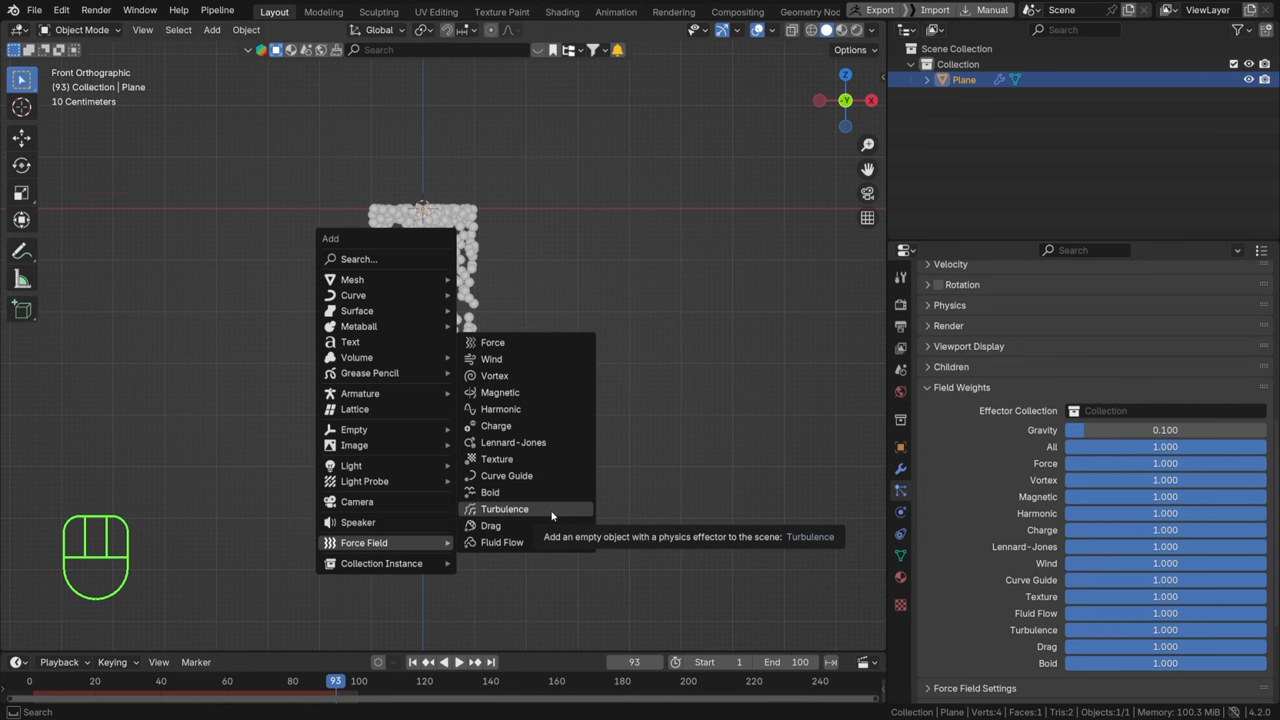 File Edit Render Window Help Pipeline Layout Modeling Sculpting UV Editing Texture Paint Shading Animation Rendering Compositing Geometry Noc Export Import Manual Scene ViewLayer
Object Mode View Select Add Object Global Search
Search Options
Front Orthographic
(93) Collection | Plane
10 Centimeters
Z
Y
X
Scene Collection
Collection
Plane
Add
Search...
Mesh
Curve
Surface
Metaball
Text
Volume
Grease Pencil
Armature
Lattice
Empty
Image
Light
Light Probe
Camera
Speaker
Force Field
Collection Instance
Force
Wind
Vortex
Magnetic
Harmonic
Charge
Lennard-Jones
Texture
Curve Guide
Boid
Turbulence
Drag
Fluid Flow
Add an empty object with a physics effector to the scene: Turbulence
Search
Velocity
Rotation
Physics
Render
Viewport Display
Children
Field Weights
Effector Collection Collection
Gravity 0.100
All 1.000
Force 1.000
Vortex 1.000
Magnetic 1.000
Harmonic 1.000
Charge 1.000
Lennard-Jones 1.000
Wind 1.000
Curve Guide 1.000
Texture 1.000
Fluid Flow 1.000
Turbulence 1.000
Drag 1.000
Boid 1.000
Force Field Settings
Playback Keying View Marker 93 Start 1 End 100
0 20 40 60 80 93 100 120 140 160 180 200 220 240
Search Collection | Plane | Verts:4 | Faces:1 | Tris:2 | Objects:1/1 | Memory: 100.3 MiB 4.2.0